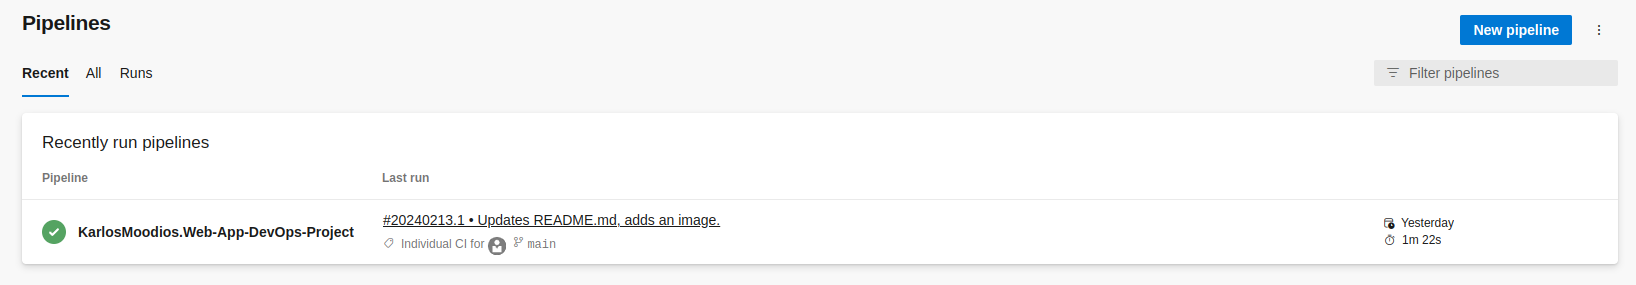 Pipelines
New pipeline
Recent All Runs
Filter pipelines
Recently run pipelines
Pipeline Last run
#20240213.1 • Updates README.md, adds an image.
KarlosMoodios.Web-App-DevOps-Project
Individual CI for main
Yesterday
1m 22s